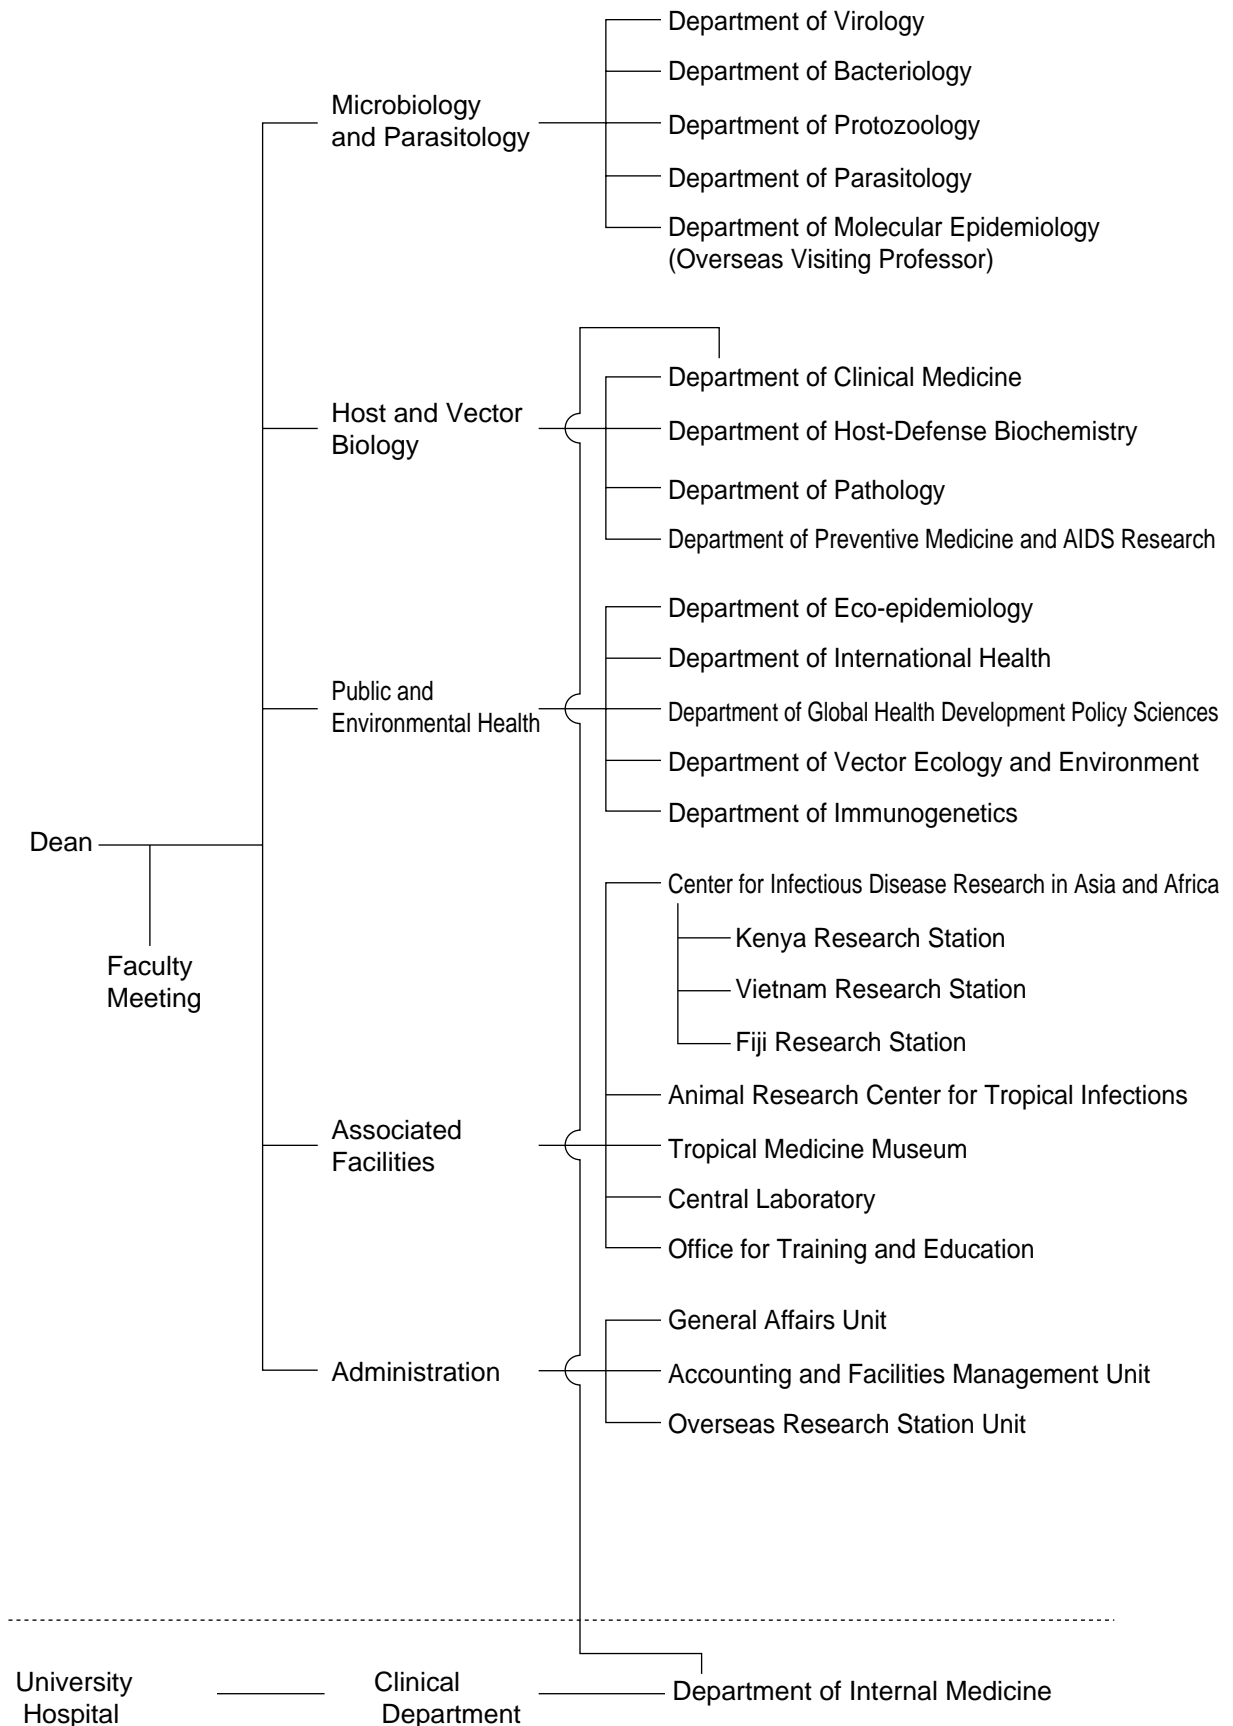 Department of Virology
Department of Bacteriology
Microbiology
and Parasitology
Department of Protozoology
Department of Parasitology
Department of Molecular Epidemiology
(Overseas Visiting Professor)
Department of Clinical Medicine
Host and Vector
Biology
Department of Host-Defense Biochemistry
Department of Pathology
Department of Preventive Medicine and AIDS Research
Department of Eco-epidemiology
Department of International Health
Public and
Environmental Health
Department of Global Health Development Policy Sciences
Department of Vector Ecology and Environment
Department of Immunogenetics
Dean
Faculty
Meeting
Center for Infectious Disease Research in Asia and Africa
Kenya Research Station
Vietnam Research Station
Fiji Research Station
Animal Research Center for Tropical Infections
Associated
Facilities
Tropical Medicine Museum
Central Laboratory
Office for Training and Education
General Affairs Unit
Administration
Accounting and Facilities Management Unit
Overseas Research Station Unit
University
Hospital
Clinical
Department
Department of Internal Medicine